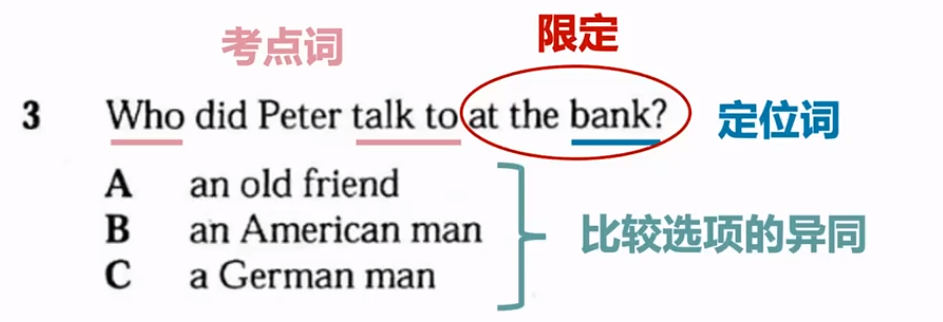 考点词 限定
3 Who did Peter talk to at the bank? 定位词
A an old friend
B an American man 比较选项的异同
C a German man